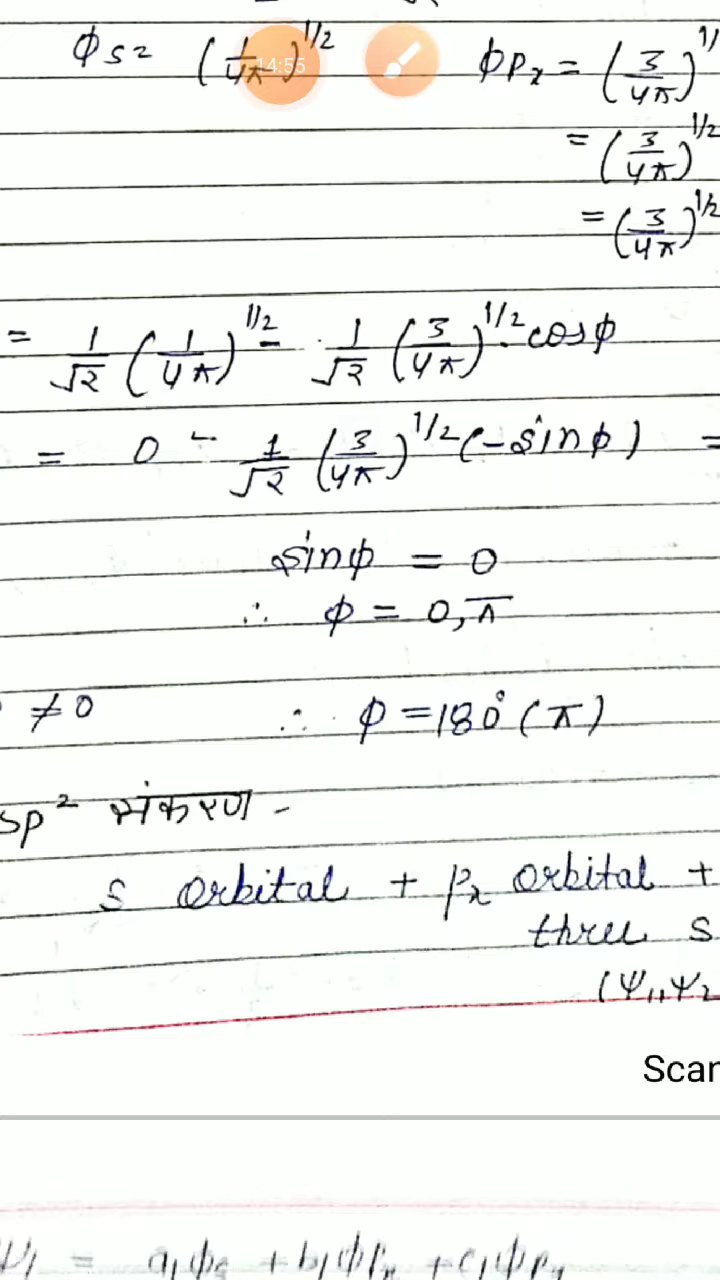 ϕs = (1/4π)^1/2 ϕPx = (3/4π)^1/
14:55
= (3/4π)^1/2
= (3/4π)^1/2
= 1/√2 (1/4π)^1/2 - 1/√2 (3/4π)^1/2 · cosϕ
= 0 - 1/√2 (3/4π)^1/2 (-sinϕ) =
sinϕ = 0
∴ ϕ = 0, π
≠ 0 ∴ ϕ = 180° (π)
sp² संकरण -
s orbital + Px orbital +
three s
(Ψ1, Ψ2
Scan
Ψ1 = a1ϕs + b1ϕPx + c1ϕPy